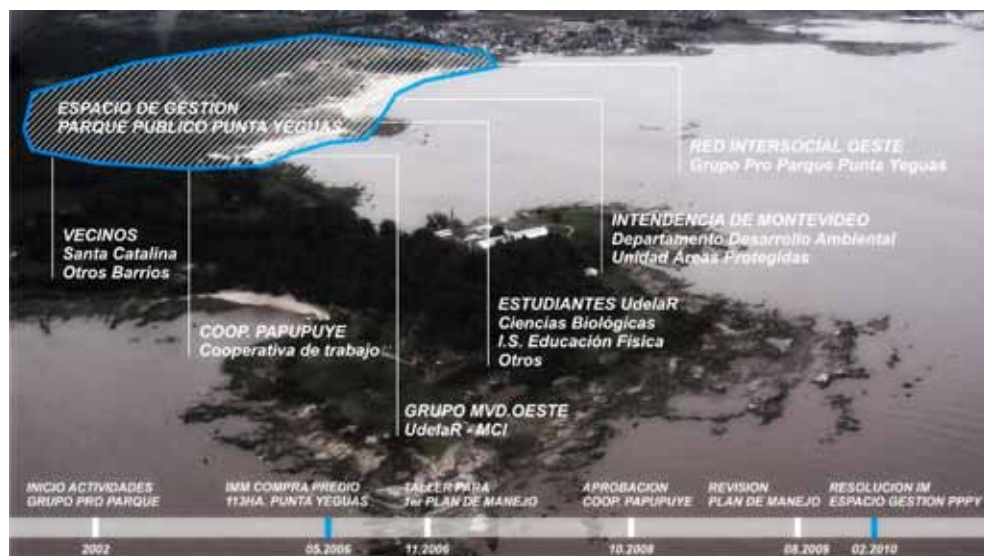 ESPACIO DE GESTION
PARQUE PUBLICO PUNTA YEGUAS
RED INTERSOCIAL OESTE
Grupo Pro Parque Punta Yeguas
VECINOS
Santa Catalina
Otros Barrios
INTENDENCIA DE MONTEVIDEO
Departamento Desarrollo Ambiental
Unidad Areas Protegidas
COOP. PAPUPUYE
Cooperativa de trabajo
ESTUDIANTES UdelaR
Ciencias Biológicas
I.S. Educación Física
Otros
GRUPO MVD.OESTE
UdelaR - MCI
INICIO ACTIVIDADES
GRUPO PRO PARQUE
IMM COMPRA PREDIO
113HA. PUNTA YEGUAS
TALLER PARA
1er PLAN DE MANEJO
APROBACION
COOP. PAPUPUYE
REVISION
PLAN DE MANEJO
RESOLUCION IM
ESPACIO GESTION PPPY
2002
05.2006
11.2006
10.2008
08.2009
02.2010